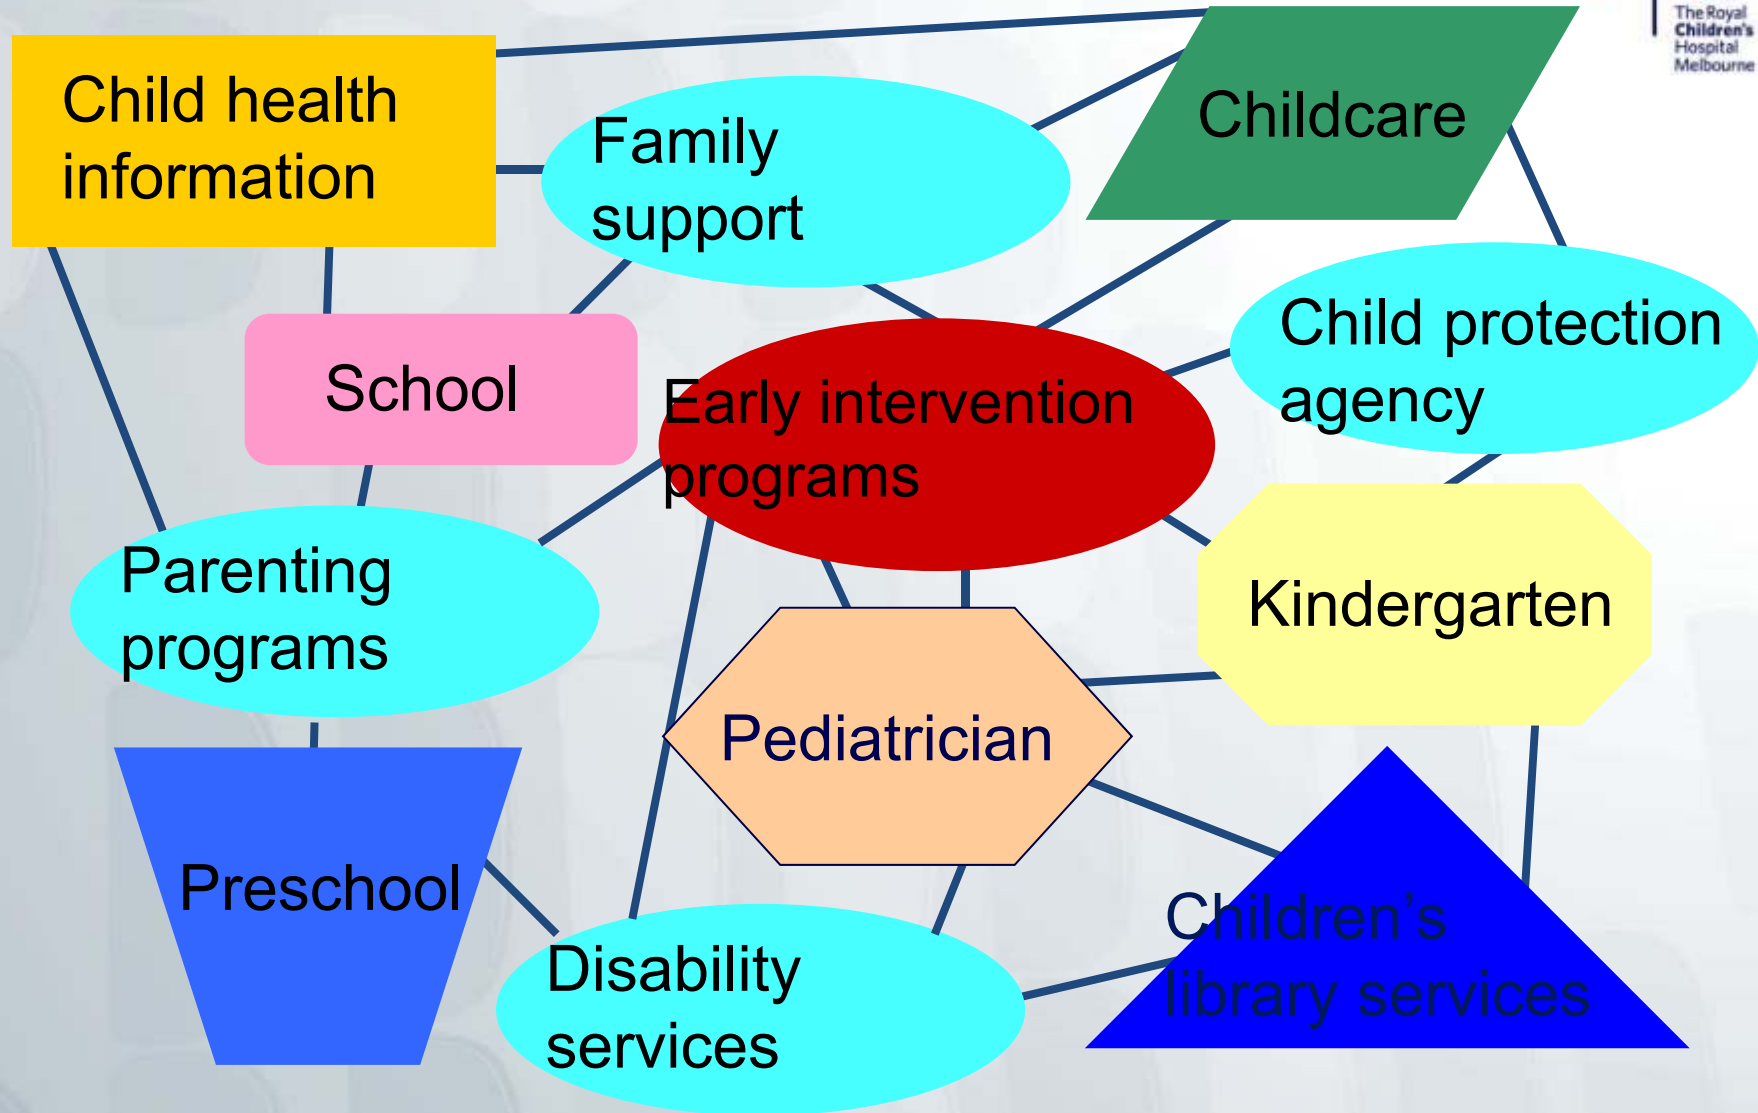 The Royal
Children's
Hospital
Melbourne
Child health
information
Family
support
Childcare
School
Early intervention
programs
Child protection
agency
Parenting
programs
Kindergarten
Pediatrician
Preschool
Disability
services
Children’s
library services